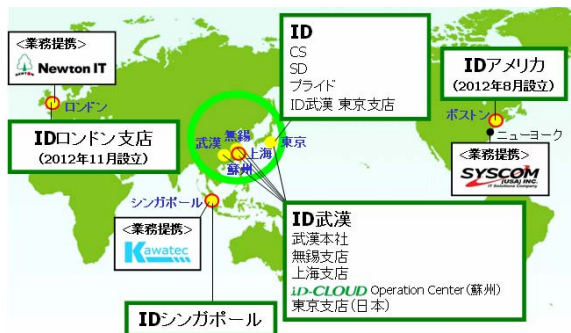 <業務提携>
Newton IT
ロンドン
IDロンドン支店
(2012年11月設立)
ID
CS
SD
プライド
ID武漢 東京支店
IDアメリカ
(2012年8月設立)
ボストン
ニューヨーク
<業務提携>
SYSCOM
(USA) INC.
IT Solutions Company
武漢
無錫
上海
蘇州
東京
シンガポール
<業務提携>
Kawatec
IDシンガポール
ID武漢
武漢本社
無錫支店
上海支店
iD-CLOUD Operation Center(蘇州)
東京支店(日本)